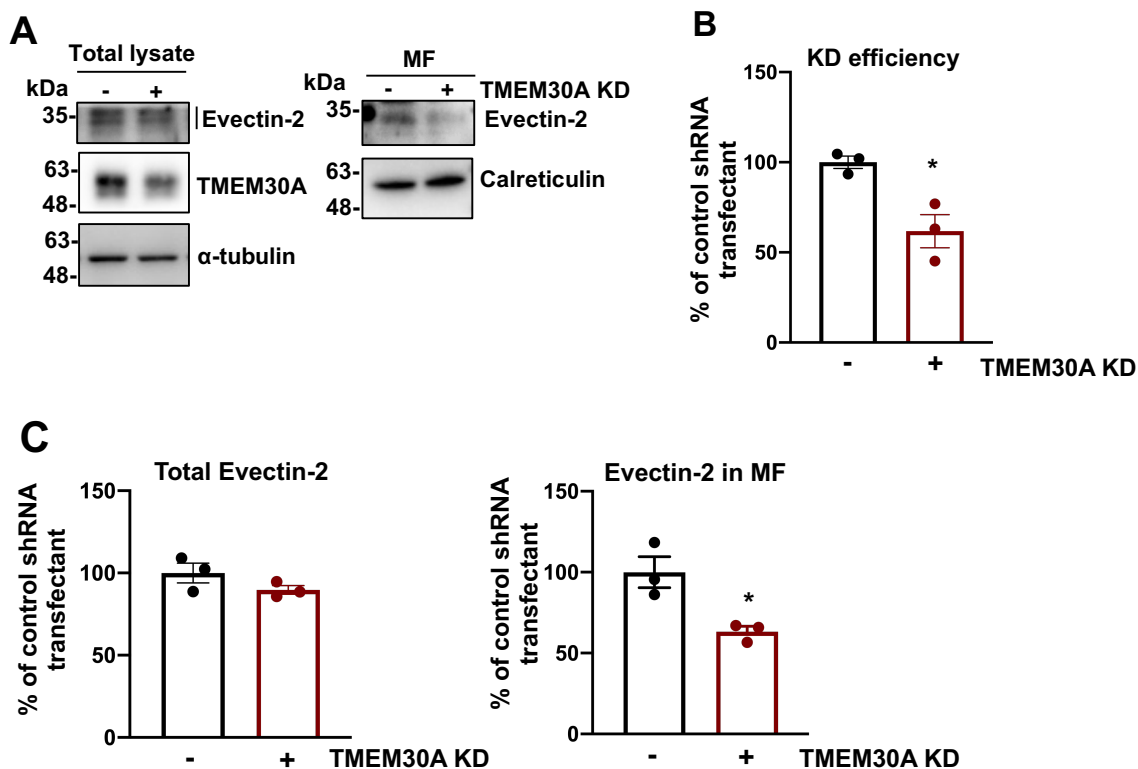 A
Total lysate
kDa - +
35- Evectin-2
63-
TMEM30A
48-
63-
α-tubulin
48-
MF
kDa - + TMEM30A KD
35-
Evectin-2
63-
Calreticulin
48-
B
KD efficiency
% of control shRNA
transfectant
150
100
50
0
*
- + TMEM30A KD
C
Total Evectin-2
% of control shRNA
transfectant
150
100
50
0
- + TMEM30A KD
Evectin-2 in MF
% of control shRNA
transfectant
150
100
50
0
*
- + TMEM30A KD